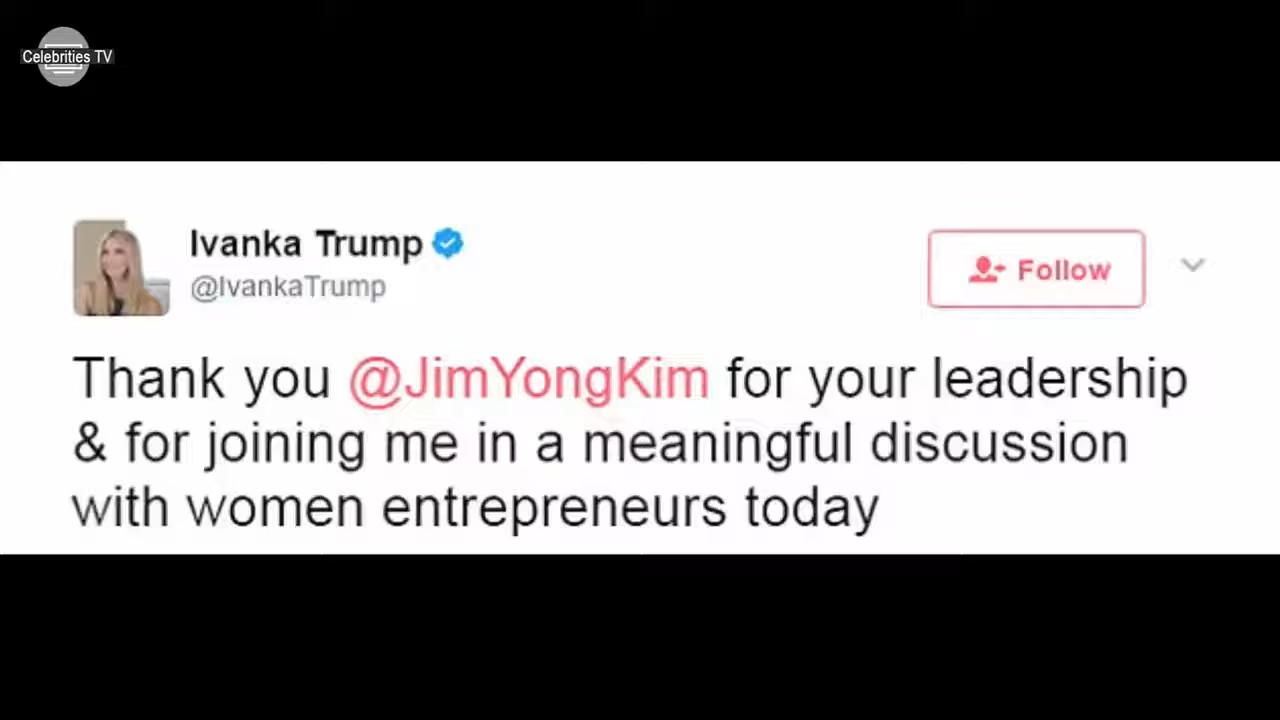 Celebrities TV
Ivanka Trump
@IvankaTrump
Follow
Thank you @JimYongKim for your leadership
& for joining me in a meaningful discussion
with women entrepreneurs today